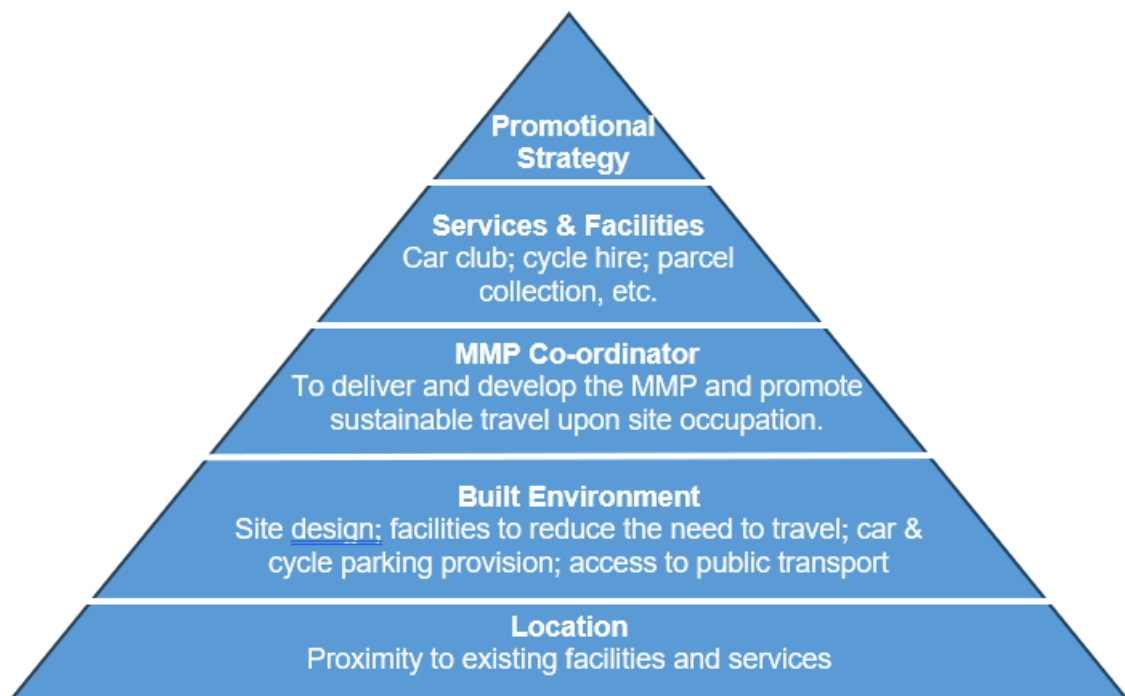 Promotional
Strategy
Services & Facilities
Car club; cycle hire; parcel
collection, etc.
MMP Co-ordinator
To deliver and develop the MMP and promote
sustainable travel upon site occupation.
Built Environment
Site design; facilities to reduce the need to travel; car &
cycle parking provision; access to public transport
Location
Proximity to existing facilities and services